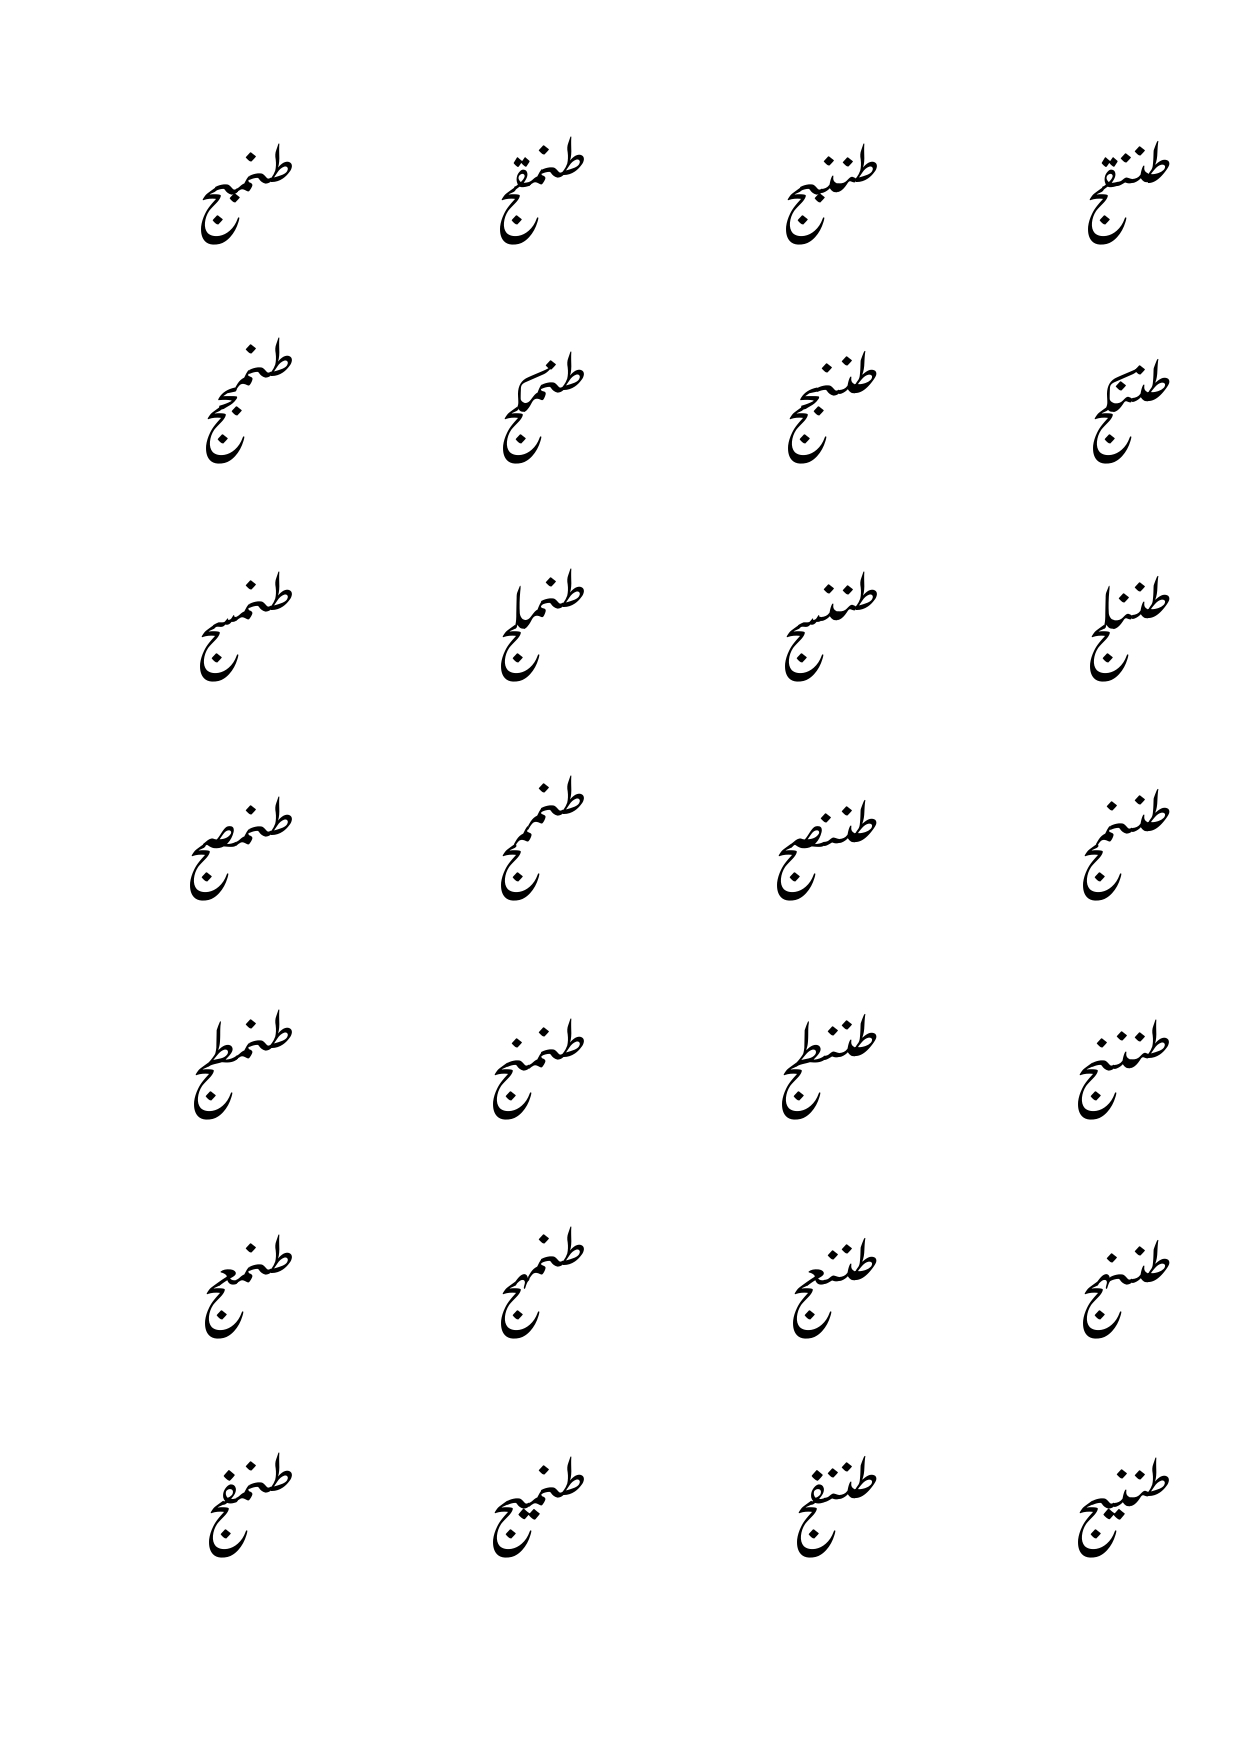 طننقج طننبج طنمقج طنمبج
طننكج طننجج طنمكج طنمجج
طننلج طننسج طنملج طنمسج
طننمج طننصج طنممج طنمصج
طنننج طننطج طنمنج طنمطج
طننهج طننعج طنمهج طنمعج
طننيج طننفج طنميج طنمفج